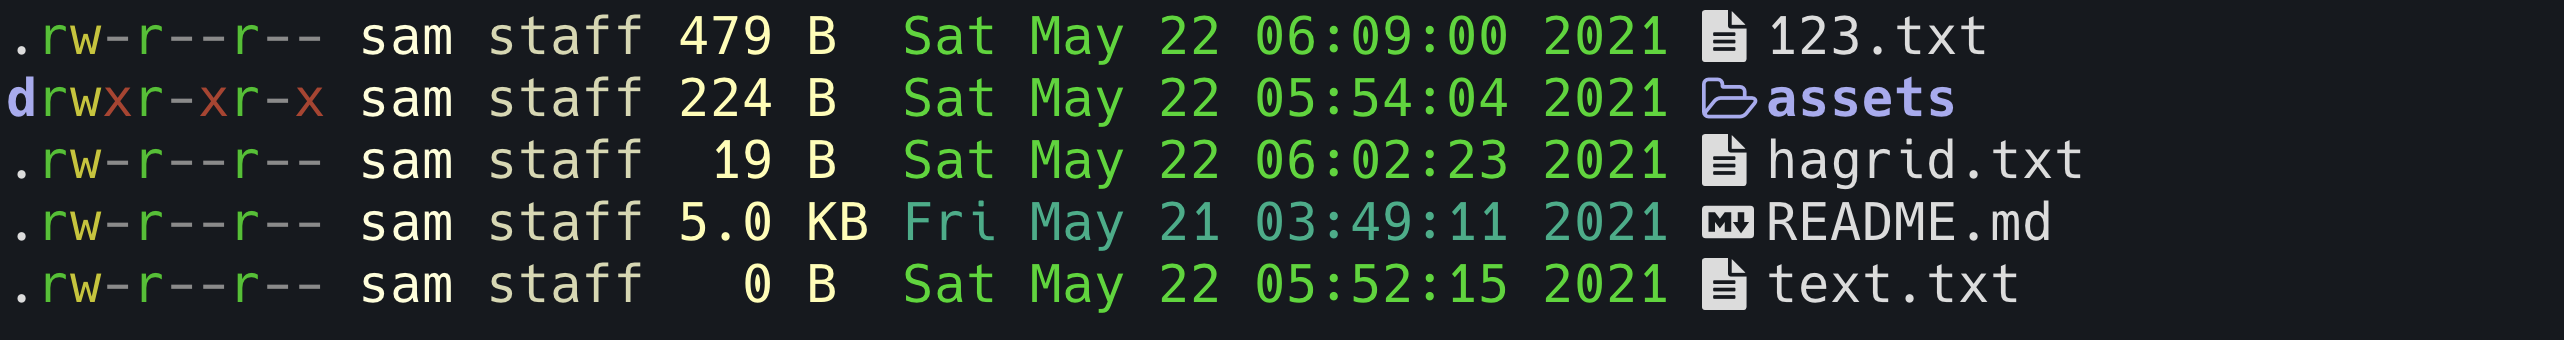 .rw-r--r-- sam staff 479 B  Sat May 22 06:09:00 2021 123.txt
drwxr-xr-x sam staff 224 B  Sat May 22 05:54:04 2021 assets
.rw-r--r-- sam staff  19 B  Sat May 22 06:02:23 2021 hagrid.txt
.rw-r--r-- sam staff 5.0 KB Fri May 21 03:49:11 2021 M↓ README.md
.rw-r--r-- sam staff   0 B  Sat May 22 05:52:15 2021 text.txt